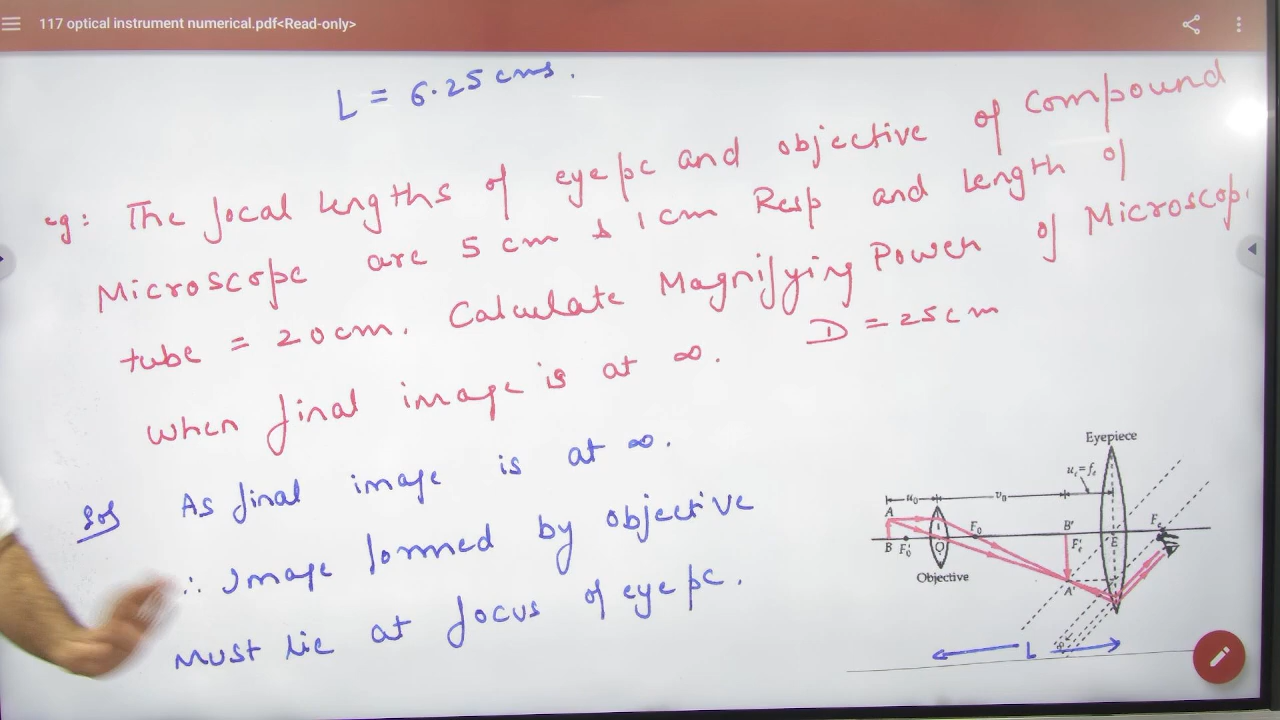 117 optical instrument numerical.pdf<Read-only>
L = 6.25 cms.
eg: The focal lengths of eyepc and objective of Compound
Microscope are 5 cm & 1 cm Resp and length of
tube = 20 cm. Calculate Magnifying Power of Microscop
when final image is at ∞. D = 25 cm
Sol As final image is at ∞.
∴ Image formed by objective
must lie at focus of eyepc.
Eyepiece
uₑ=fₑ
u₀ v₀
A
B F₀' O F₀ B' Fₑ' E Fₑ
Objective
A'
L